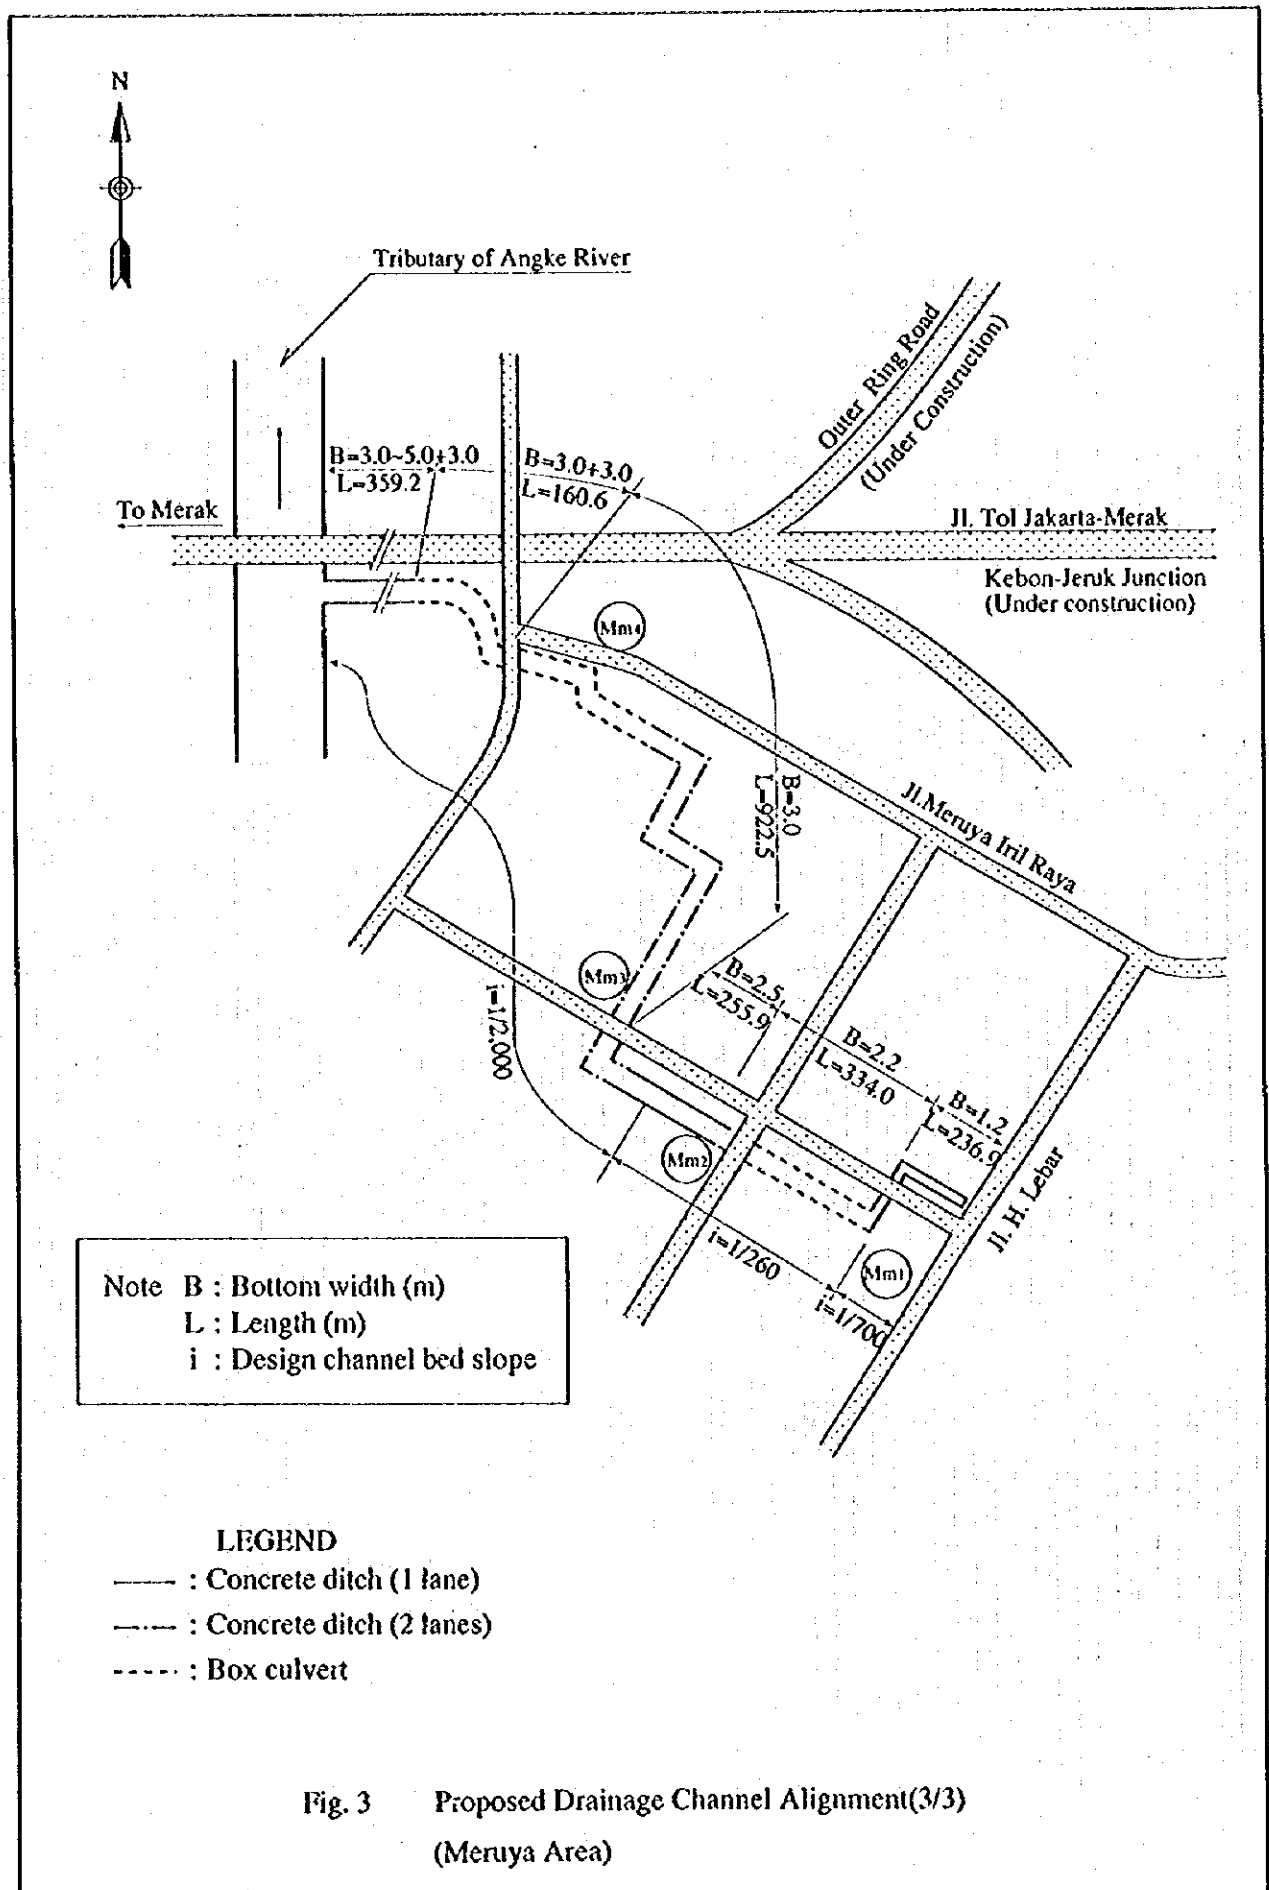 N
Tributary of Angke River
Outer Ring Road
(Under Construction)
B=3.0~5.0+3.0
L=359.2
B=3.0+3.0
L=160.6
To Merak
Jl. Tol Jakarta-Merak
Kebon-Jeruk Junction
(Under construction)
Mm4
B=3.0
L=922.5
Jl.Meruya Iril Raya
Mm3
i=1/2.000
B=2.5
L=255.9
B=2.2
L=334.0
B=1.2
L=236.9
Mm2
Jl. H. Lebar
i=1/260
Mm1
i=1/700
Note B : Bottom width (m)
L : Length (m)
i : Design channel bed slope
LEGEND
: Concrete ditch (1 lane)
: Concrete ditch (2 lanes)
: Box culvert
Fig. 3 Proposed Drainage Channel Alignment(3/3)
(Meruya Area)